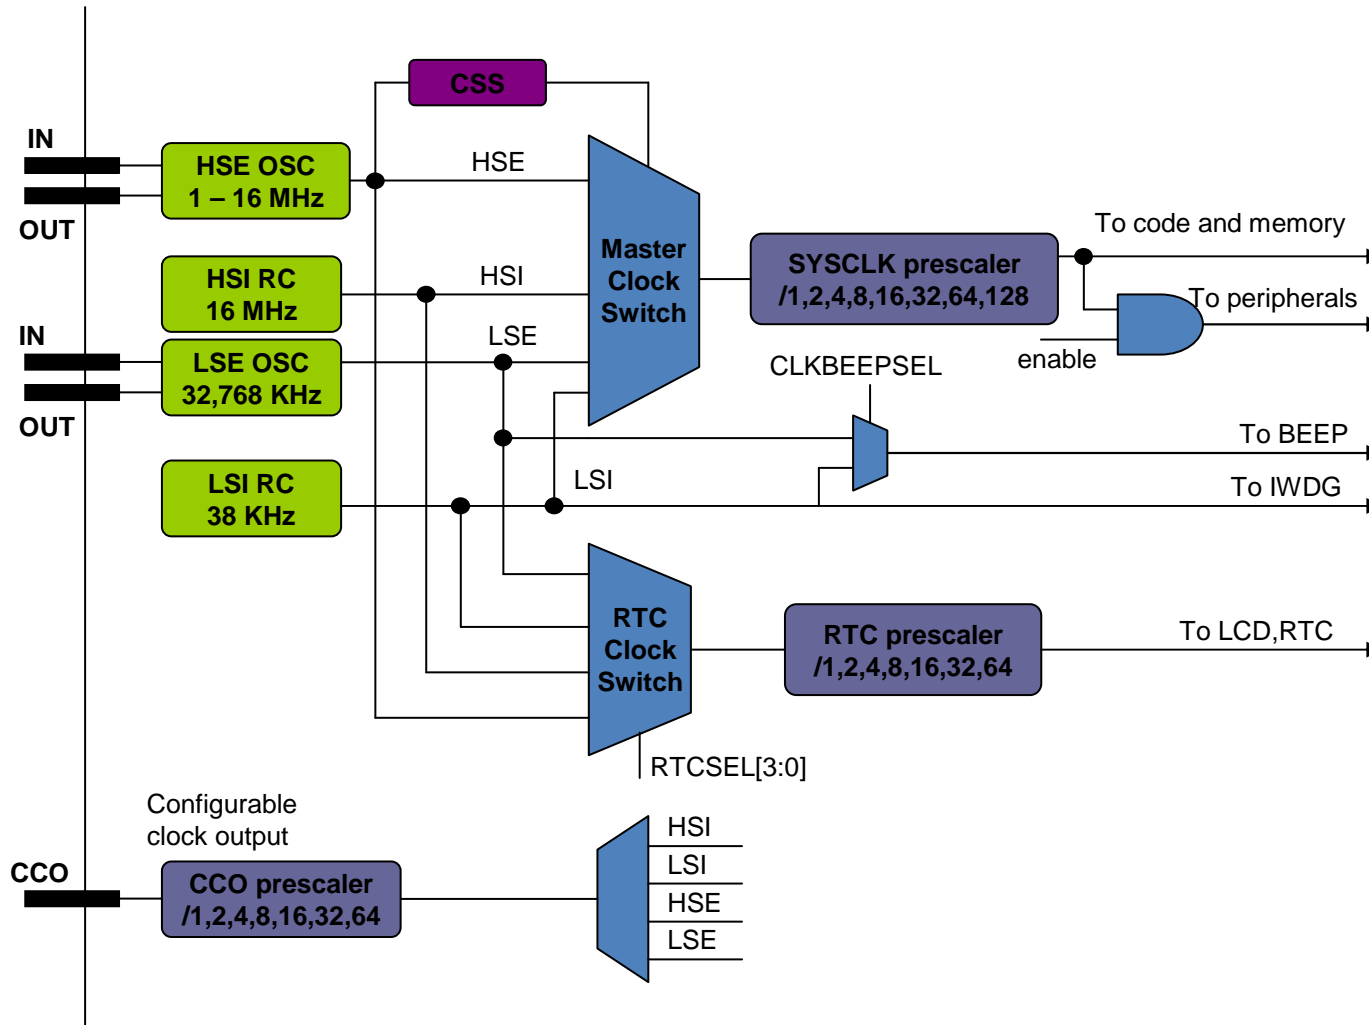 CSS
IN
HSE OSC
1 – 16 MHz
OUT
HSE
HSI RC
16 MHz
HSI
IN
LSE OSC
32,768 KHz
OUT
LSE
LSI RC
38 KHz
LSI
Master
Clock
Switch
SYSCLK prescaler
/1,2,4,8,16,32,64,128
To code and memory
To peripherals
enable
CLKBEEPSEL
To BEEP
To IWDG
RTC
Clock
Switch
RTC prescaler
/1,2,4,8,16,32,64
To LCD,RTC
RTCSEL[3:0]
Configurable
clock output
CCO
CCO prescaler
/1,2,4,8,16,32,64
HSI
LSI
HSE
LSE